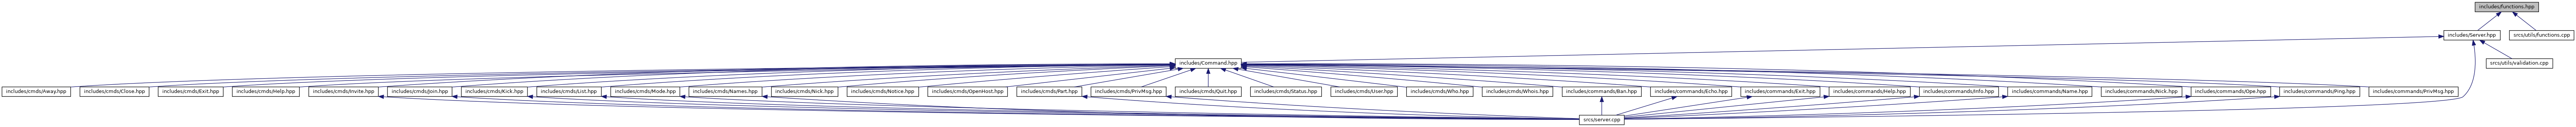 includes/functions.hpp
includes/Server.hpp
srcs/utils/functions.cpp
includes/Command.hpp
srcs/utils/validation.cpp
includes/cmds/Away.hpp
includes/cmds/Close.hpp
includes/cmds/Exit.hpp
includes/cmds/Help.hpp
includes/cmds/Invite.hpp
includes/cmds/Join.hpp
includes/cmds/Kick.hpp
includes/cmds/List.hpp
includes/cmds/Mode.hpp
includes/cmds/Names.hpp
includes/cmds/Nick.hpp
includes/cmds/Notice.hpp
includes/cmds/OpenHost.hpp
includes/cmds/Part.hpp
includes/cmds/PrivMsg.hpp
includes/cmds/Quit.hpp
includes/cmds/Status.hpp
includes/cmds/User.hpp
includes/cmds/Who.hpp
includes/cmds/Whois.hpp
includes/commands/Ban.hpp
includes/commands/Echo.hpp
includes/commands/Exit.hpp
includes/commands/Help.hpp
includes/commands/Info.hpp
includes/commands/Name.hpp
includes/commands/Nick.hpp
includes/commands/Ope.hpp
includes/commands/Ping.hpp
includes/commands/PrivMsg.hpp
srcs/server.cpp